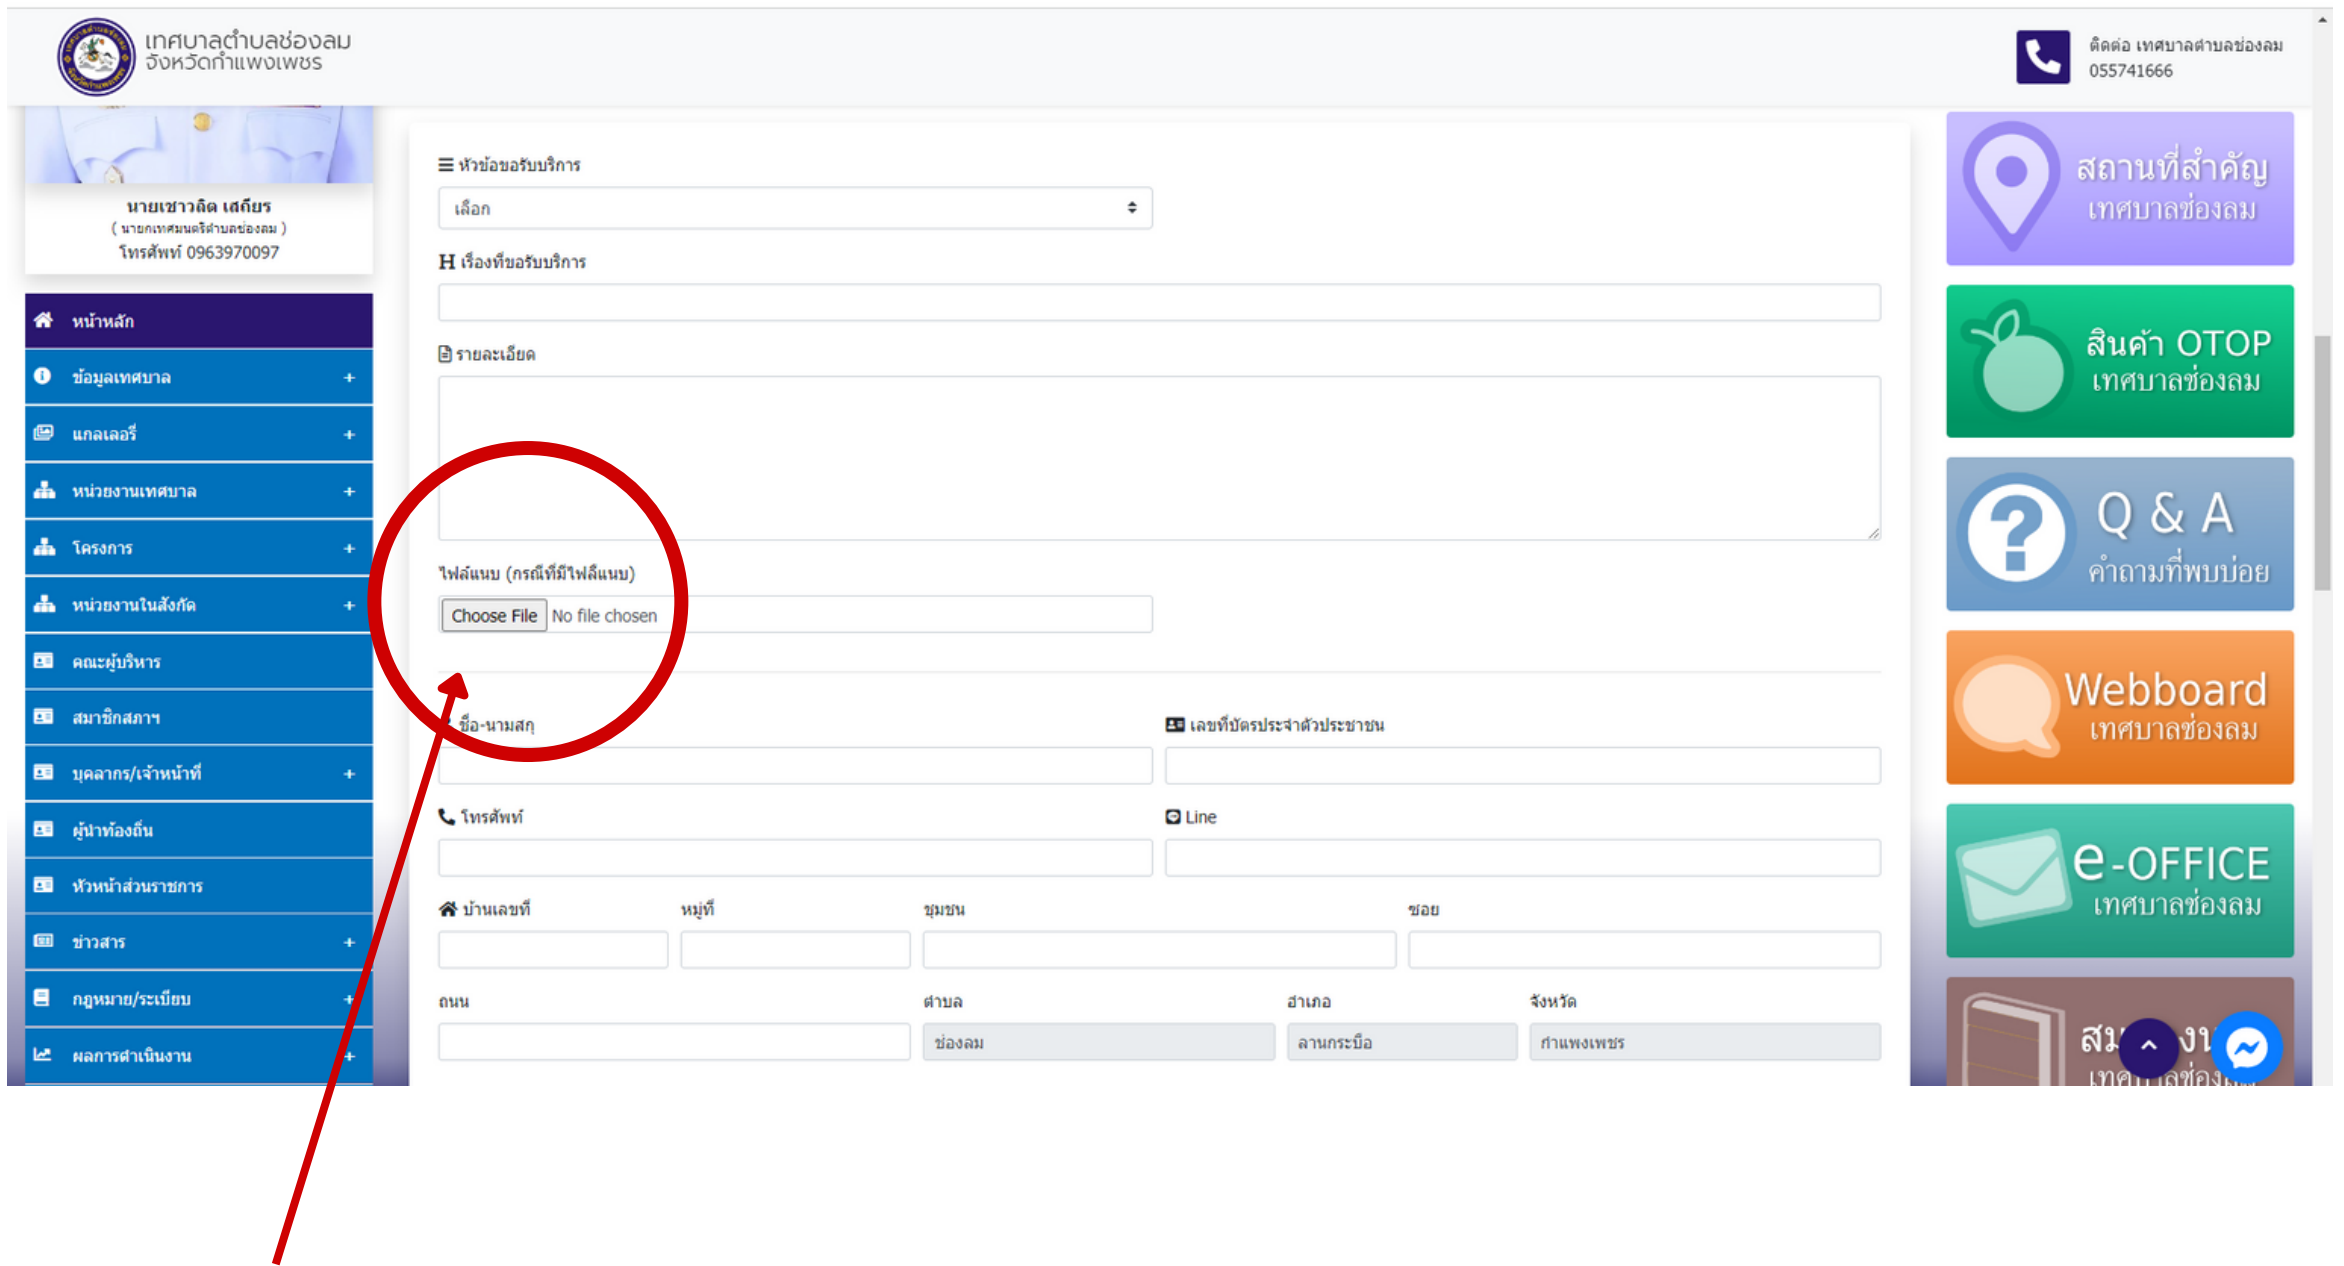 เทศบาลตำบลช่องลม
จังหวัดกำแพงเพชร
ติดต่อ เทศบาลตำบลช่องลม
055741666
นายเชาวลิต เสถียร
( นายกเทศมนตรีตำบลช่องลม )
โทรศัพท์ 0963970097
หน้าหลัก
ข้อมูลเทศบาล +
แกลเลอรี่ +
หน่วยงานเทศบาล +
โครงการ +
หน่วยงานในสังกัด +
คณะผู้บริหาร
สมาชิกสภาฯ
บุคลากร/เจ้าหน้าที่ +
ผู้นำท้องถิ่น
หัวหน้าส่วนราชการ
ข่าวสาร +
กฎหมาย/ระเบียบ +
ผลการดำเนินงาน +
หัวข้อขอรับบริการ
เลือก
H เรื่องที่ขอรับบริการ
รายละเอียด
ไฟล์แนบ (กรณีที่มีไฟล์แนบ)
Choose File No file chosen
ชื่อ-นามสกุ
เลขที่บัตรประจำตัวประชาชน
โทรศัพท์
Line
บ้านเลขที่ หมู่ที่ ชุมชน ซอย
ถนน ตำบล อำเภอ จังหวัด
ช่องลม ลานกระบือ กำแพงเพชร
สถานที่สำคัญ
เทศบาลช่องลม
สินค้า OTOP
เทศบาลช่องลม
Q & A
คำถามที่พบบ่อย
Webboard
เทศบาลช่องลม
e-OFFICE
เทศบาลช่องลม